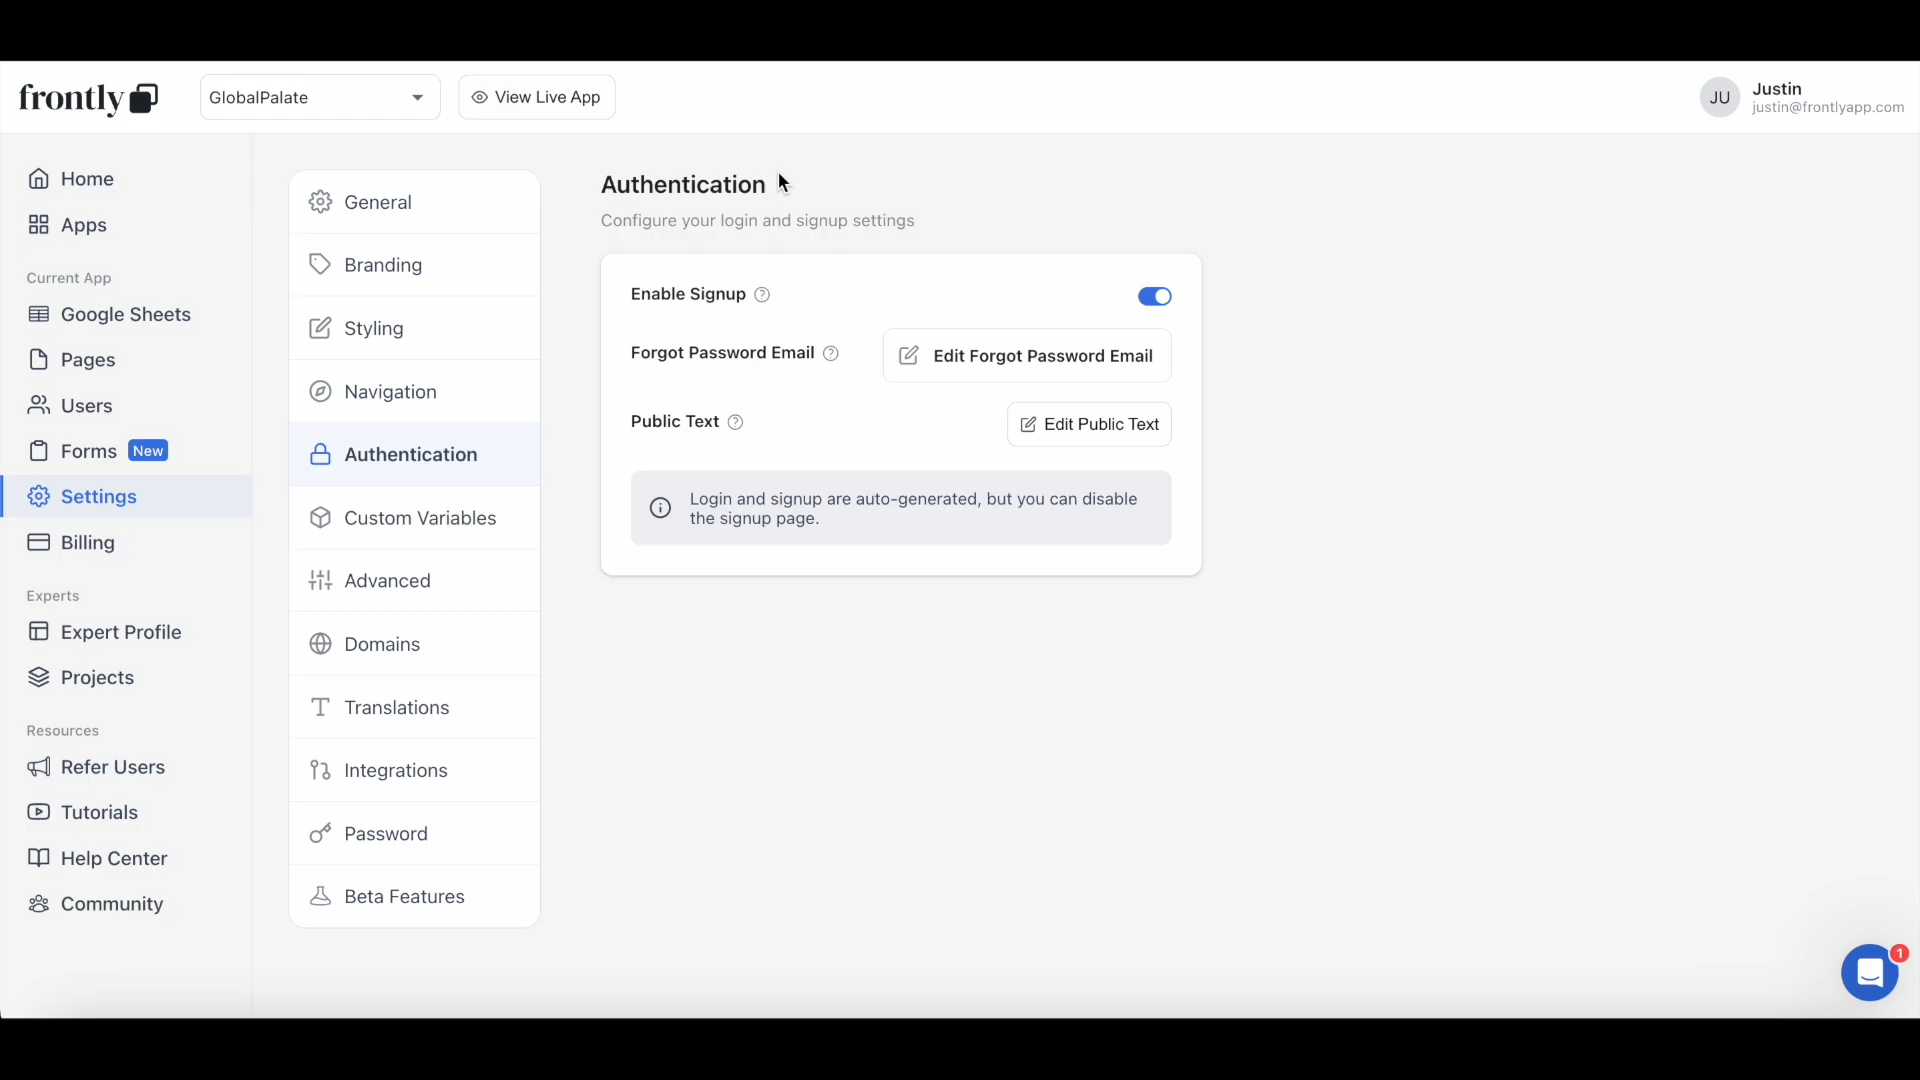 frontly
GlobalPalate
View Live App
JU
Justin
justin@frontlyapp.com
Home
Apps
Current App
Google Sheets
Pages
Users
Forms New
Settings
Billing
Experts
Expert Profile
Projects
Resources
Refer Users
Tutorials
Help Center
Community
General
Branding
Styling
Navigation
Authentication
Custom Variables
Advanced
Domains
Translations
Integrations
Password
Beta Features
Authentication
Configure your login and signup settings
Enable Signup
Forgot Password Email
Edit Forgot Password Email
Public Text
Edit Public Text
Login and signup are auto-generated, but you can disable
the signup page.
1